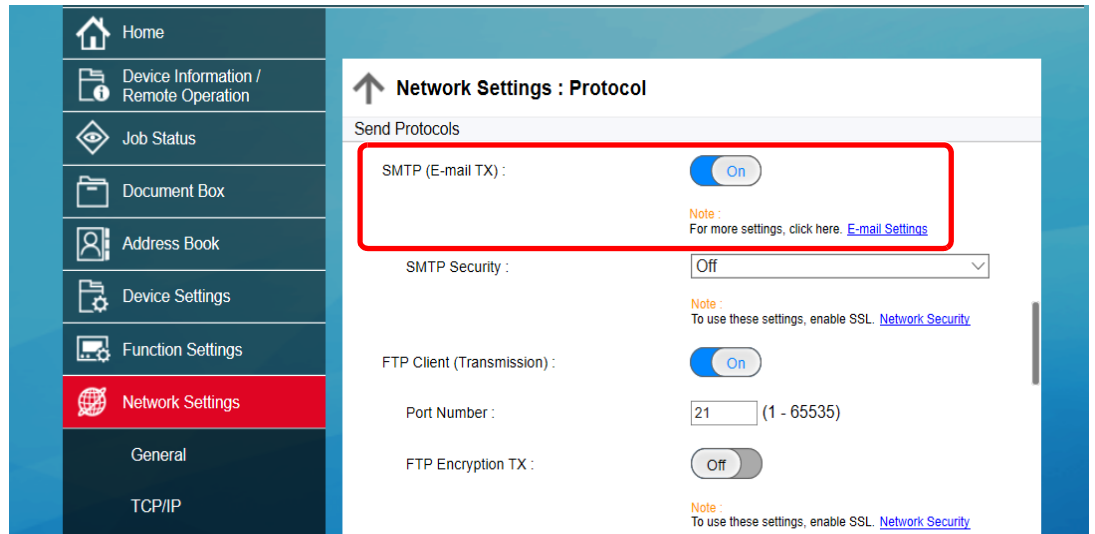 Home
Device Information /
Remote Operation
Job Status
Document Box
Address Book
Device Settings
Function Settings
Network Settings
General
TCP/IP
Network Settings : Protocol
Send Protocols
SMTP (E-mail TX) : On
Note :
For more settings, click here. E-mail Settings
SMTP Security : Off
Note :
To use these settings, enable SSL. Network Security
FTP Client (Transmission) : On
Port Number : 21 (1 - 65535)
FTP Encryption TX : Off
Note :
To use these settings, enable SSL. Network Security